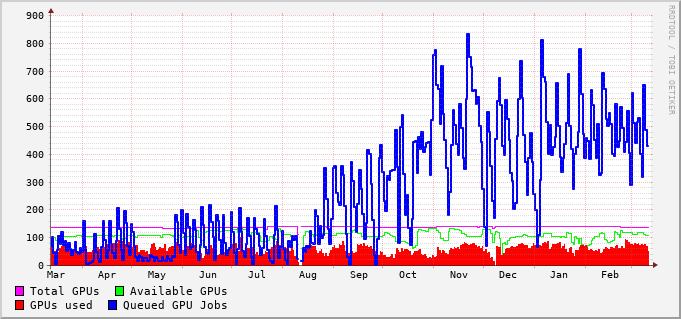 900
800
700
600
500
400
300
200
100
0
Mar Apr May Jun Jul Aug Sep Oct Nov Dec Jan Feb
Total GPUs Available GPUs
GPUs used Queued GPU Jobs
RRDTOOL / TOBI OETIKER